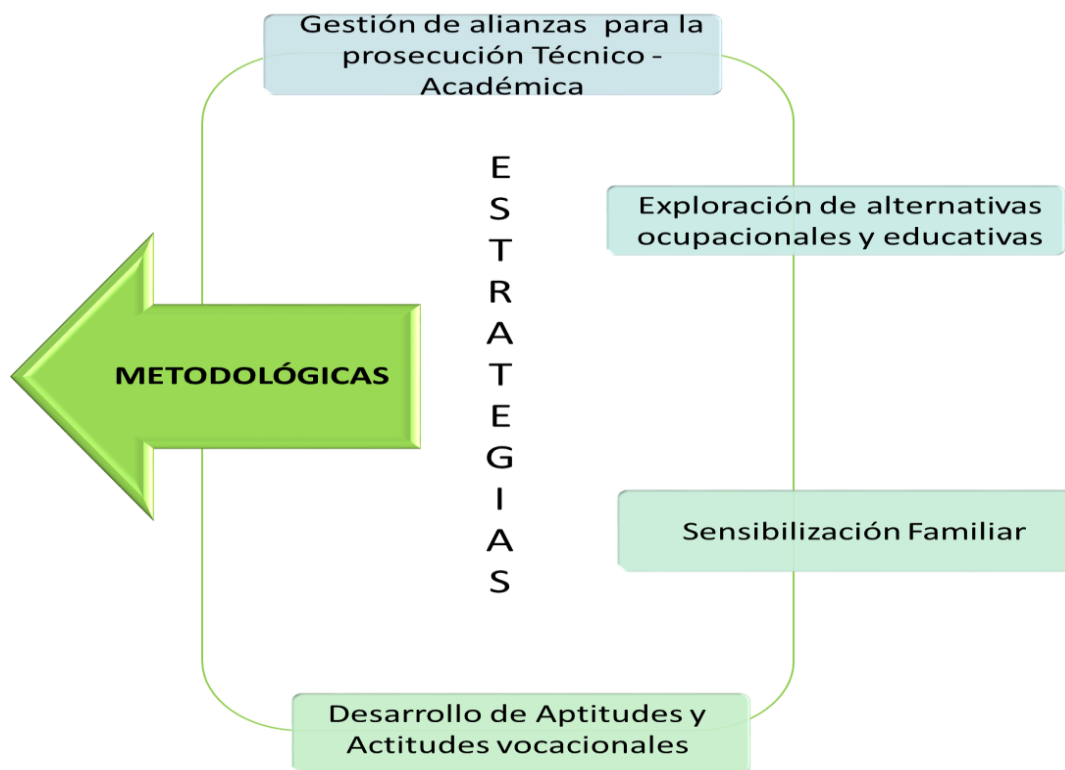 Gestión de alianzas para la
prosecución Técnico -
Académica
Exploración de alternativas
ocupacionales y educativas
ESTRATEGIAS
METODOLÓGICAS
Sensibilización Familiar
Desarrollo de Aptitudes y
Actitudes vocacionales